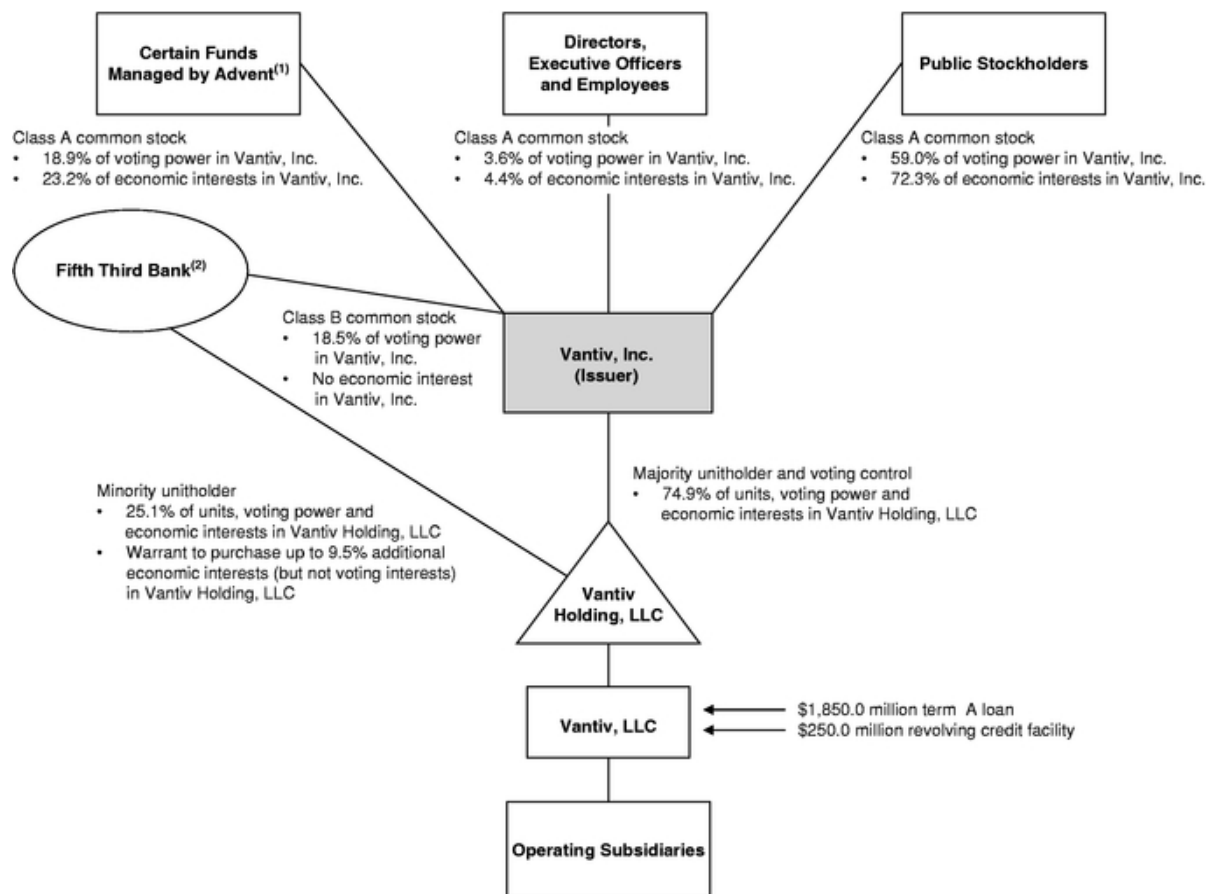 Certain Funds
Managed by Advent(1)
Directors,
Executive Officers
and Employees
Public Stockholders
Class A common stock
• 18.9% of voting power in Vantiv, Inc.
• 23.2% of economic interests in Vantiv, Inc.
Class A common stock
• 3.6% of voting power in Vantiv, Inc.
• 4.4% of economic interests in Vantiv, Inc.
Class A common stock
• 59.0% of voting power in Vantiv, Inc.
• 72.3% of economic interests in Vantiv, Inc.
Fifth Third Bank(2)
Class B common stock
• 18.5% of voting power
in Vantiv, Inc.
• No economic interest
in Vantiv, Inc.
Vantiv, Inc.
(Issuer)
Minority unitholder
• 25.1% of units, voting power and
economic interests in Vantiv Holding, LLC
• Warrant to purchase up to 9.5% additional
economic interests (but not voting interests)
in Vantiv Holding, LLC
Majority unitholder and voting control
• 74.9% of units, voting power and
economic interests in Vantiv Holding, LLC
Vantiv
Holding, LLC
Vantiv, LLC
$1,850.0 million term A loan
$250.0 million revolving credit facility
Operating Subsidiaries